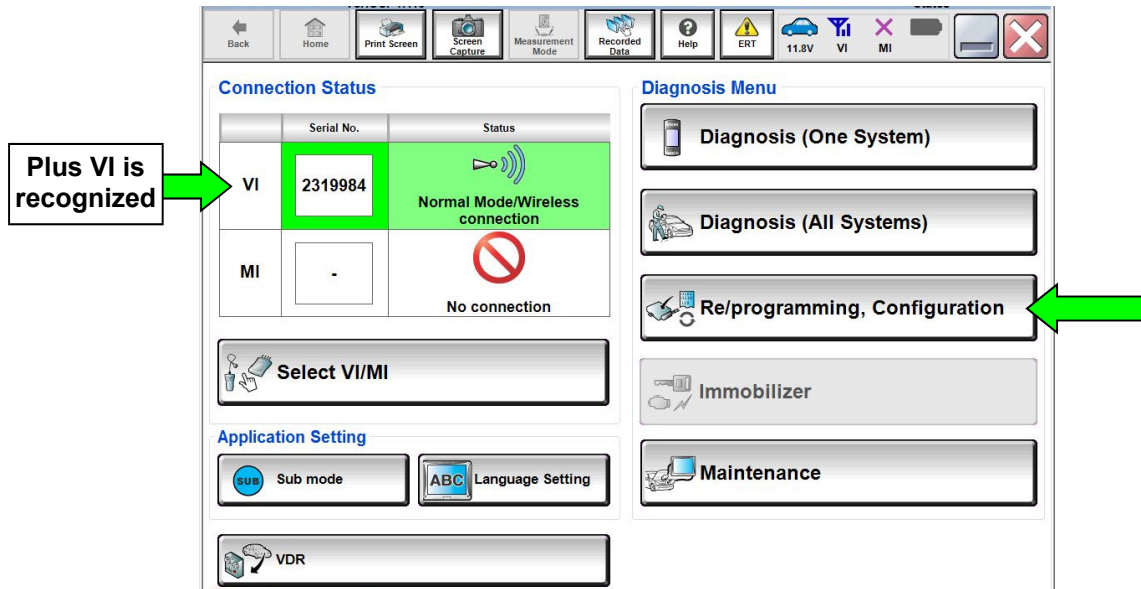 Back
Home
Print Screen
Screen
Capture
Measurement
Mode
Recorded
Data
Help
ERT
11.8V
VI
MI
Connection Status
Serial No.
Status
Plus VI is
recognized
VI
2319984
Normal Mode/Wireless
connection
MI
-
No connection
Select VI/MI
Application Setting
SUB
Sub mode
ABC
Language Setting
VDR
Diagnosis Menu
Diagnosis (One System)
Diagnosis (All Systems)
Re/programming, Configuration
Immobilizer
Maintenance